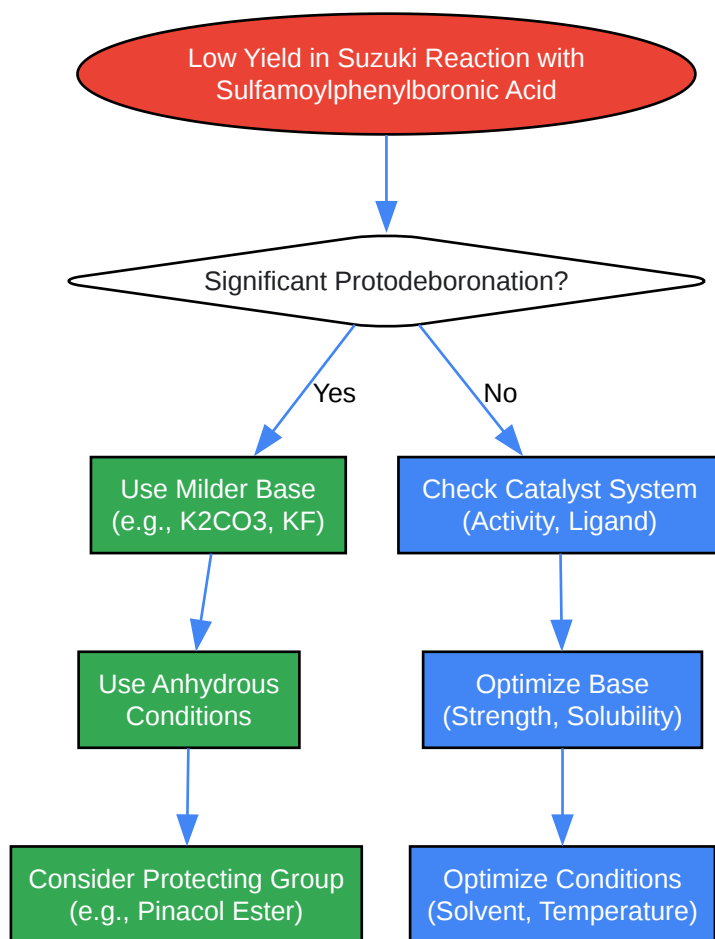 Low Yield in Suzuki Reaction with
Sulfamoylphenylboronic Acid
Significant Protodeboronation?
Yes
No
Use Milder Base
(e.g., K2CO3, KF)
Check Catalyst System
(Activity, Ligand)
Use Anhydrous
Conditions
Optimize Base
(Strength, Solubility)
Consider Protecting Group
(e.g., Pinacol Ester)
Optimize Conditions
(Solvent, Temperature)